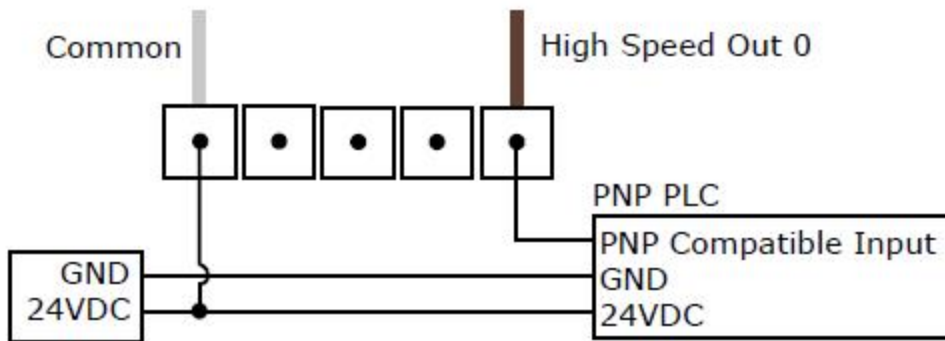 Common
High Speed Out 0
PNP PLC
PNP Compatible Input
GND
24VDC
GND
24VDC